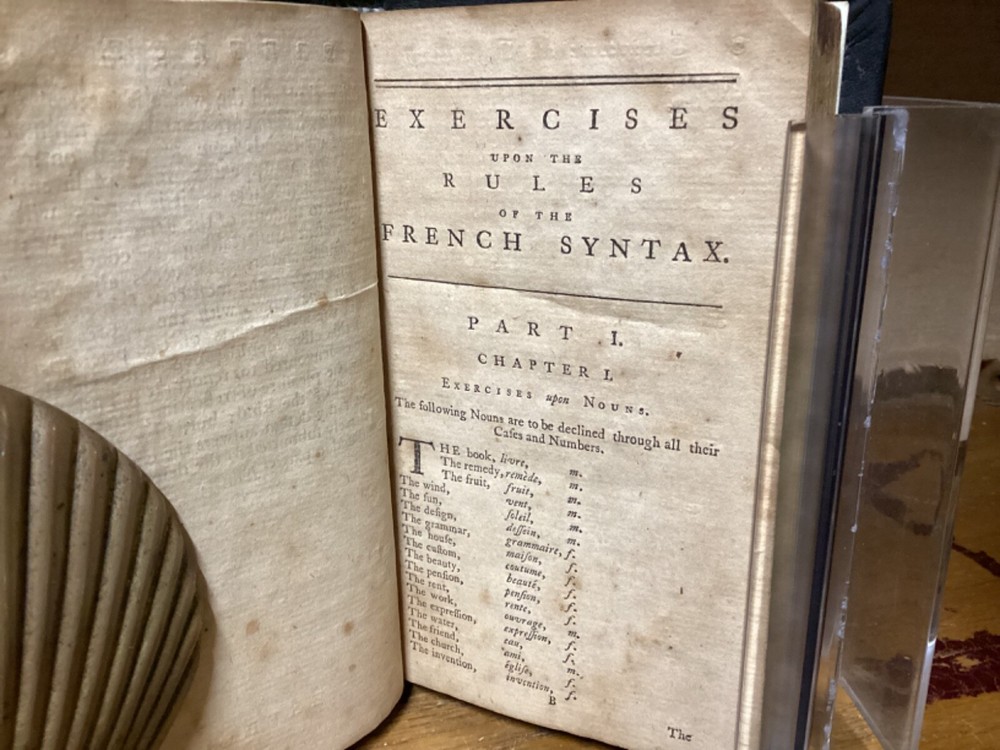 EXERCISES
UPON THE
RULES
OF THE
FRENCH SYNTAX.
PART I.
CHAPTER I.
EXERCISES upon NOUNS.
The following Nouns are to be declined through all their
Caſes and Numbers.
THE book, livre, m.
The remedy, remède, m.
The fruit, fruit, m.
The wind, vent, m.
The ſun, ſoleil, m.
The deſign, deſſein, m.
The grammar, grammaire, f.
The houſe, maiſon, f.
The cuſtom, coutume, f.
The beauty, beauté, f.
The penſion, penſion, f.
The rent, rente, f.
The work, ouvrage, m.
The expreſſion, expreſſion, f.
The water, eau, f.
The friend, ami, m.
The church, égliſe, f.
The invention, invention, f.
B
The